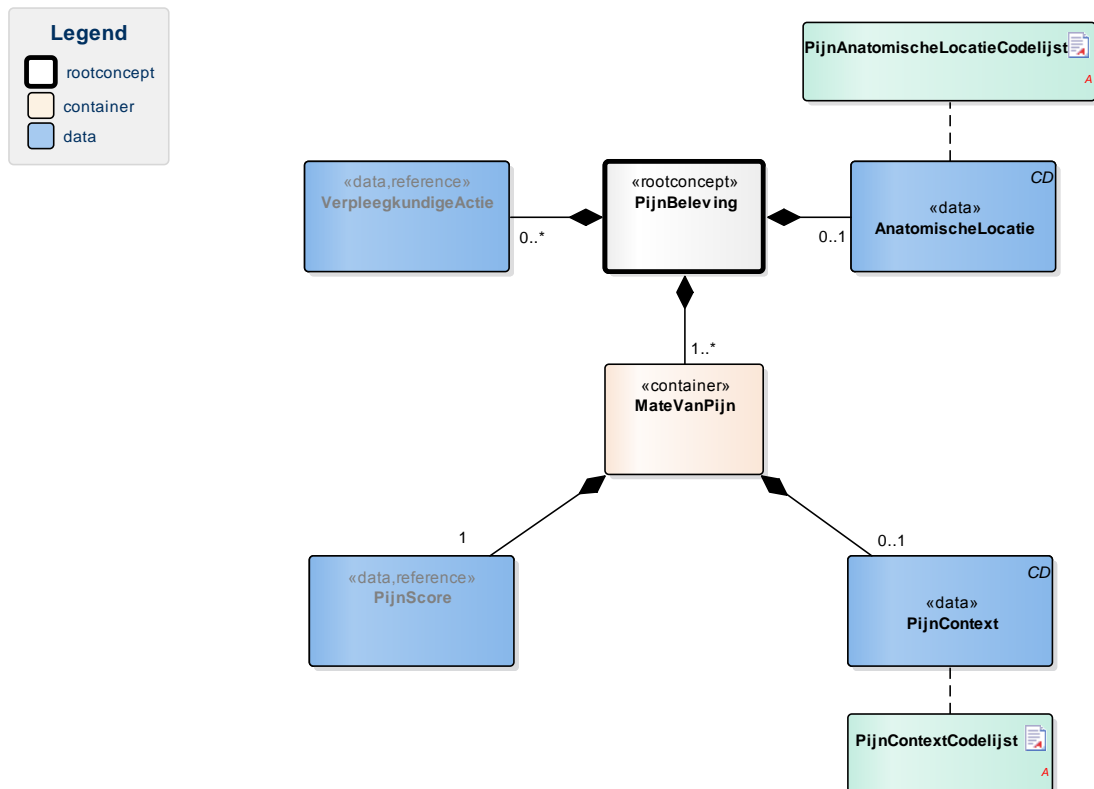 Legend
rootconcept
container
data
PijnAnatomischeLocatieCodelijst
A
«data,reference»
VerpleegkundigeActie
«rootconcept»
PijnBeleving
CD
«data»
AnatomischeLocatie
0..*
0..1
1..*
«container»
MateVanPijn
1
0..1
«data,reference»
PijnScore
CD
«data»
PijnContext
PijnContextCodelijst
A